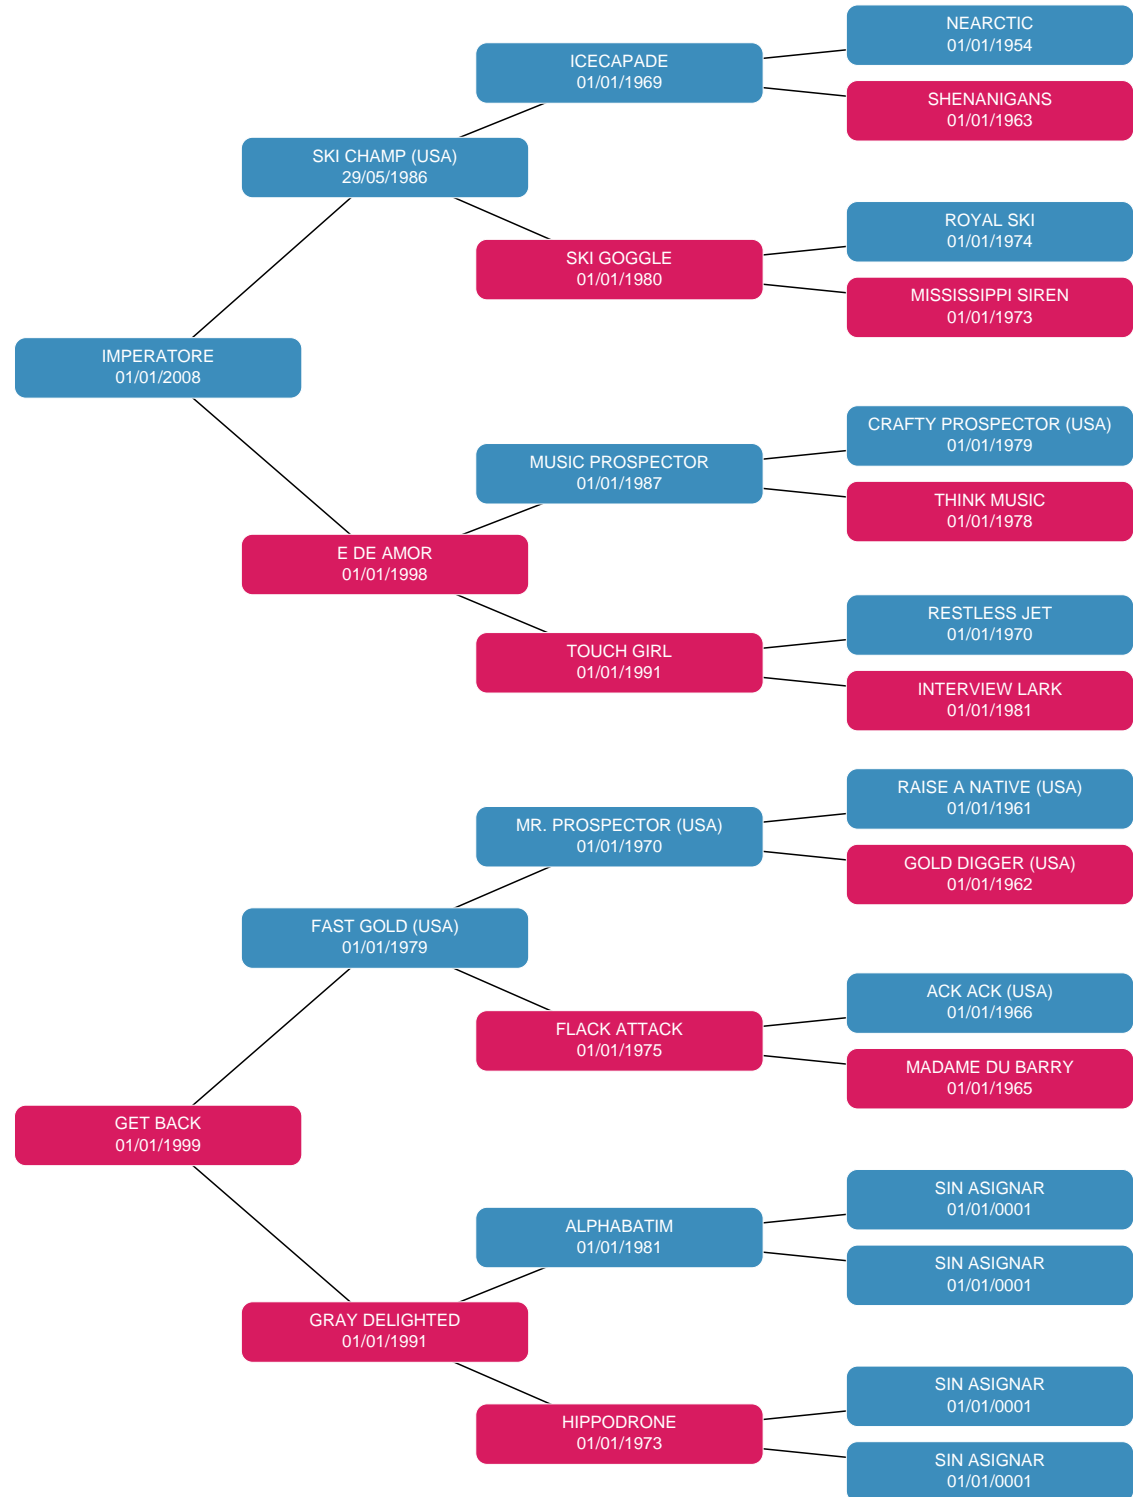 NEARCTIC
01/01/1954
ICECAPADE
01/01/1969
SHENANIGANS
01/01/1963
SKI CHAMP (USA)
29/05/1986
ROYAL SKI
01/01/1974
SKI GOGGLE
01/01/1980
MISSISSIPPI SIREN
01/01/1973
IMPERATORE
01/01/2008
CRAFTY PROSPECTOR (USA)
01/01/1979
MUSIC PROSPECTOR
01/01/1987
THINK MUSIC
01/01/1978
E DE AMOR
01/01/1998
RESTLESS JET
01/01/1970
TOUCH GIRL
01/01/1991
INTERVIEW LARK
01/01/1981
RAISE A NATIVE (USA)
01/01/1961
MR. PROSPECTOR (USA)
01/01/1970
GOLD DIGGER (USA)
01/01/1962
FAST GOLD (USA)
01/01/1979
ACK ACK (USA)
01/01/1966
FLACK ATTACK
01/01/1975
MADAME DU BARRY
01/01/1965
GET BACK
01/01/1999
SIN ASIGNAR
01/01/0001
ALPHABATIM
01/01/1981
SIN ASIGNAR
01/01/0001
GRAY DELIGHTED
01/01/1991
SIN ASIGNAR
01/01/0001
HIPPODRONE
01/01/1973
SIN ASIGNAR
01/01/0001